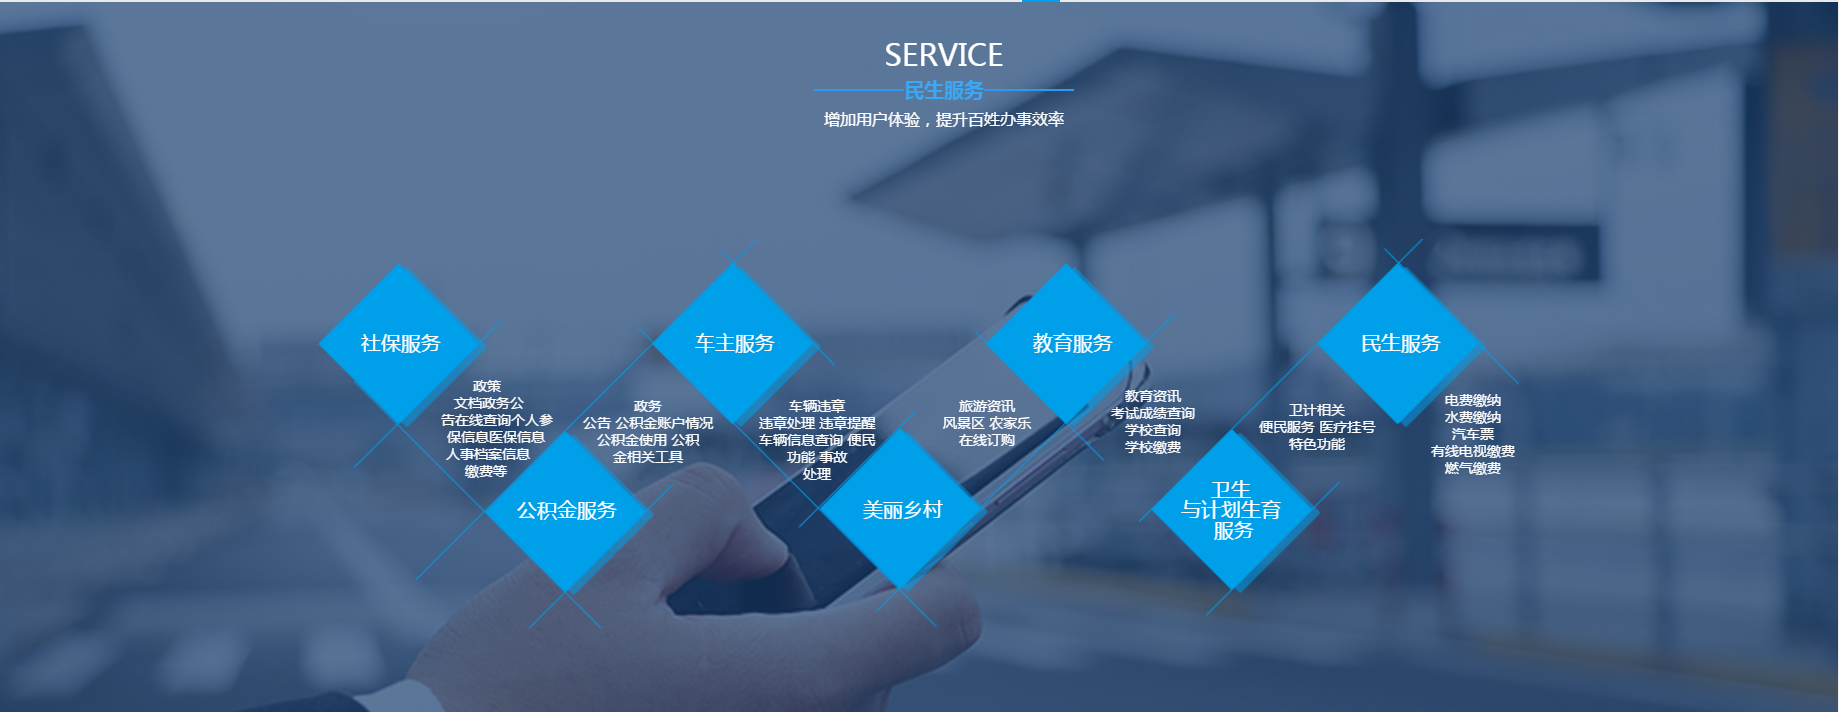 SERVICE
民生服务
增加用户体验，提升百姓办事效率
社保服务
政策
文档政务公
告在线查询个人参
保信息医保信息
人事档案信息
缴费等
公积金服务
政务
公告 公积金账户情况
公积金使用 公积
金相关工具
车主服务
车辆违章
违章处理 违章提醒
车辆信息查询 便民
功能 事故
处理
美丽乡村
旅游资讯
风景区 农家乐
在线订购
教育服务
教育资讯
考试成绩查询
学校查询
学校缴费
卫生
与计划生育
服务
卫计相关
便民服务 医疗挂号
特色功能
民生服务
电费缴纳
水费缴纳
汽车票
有线电视缴费
燃气缴费